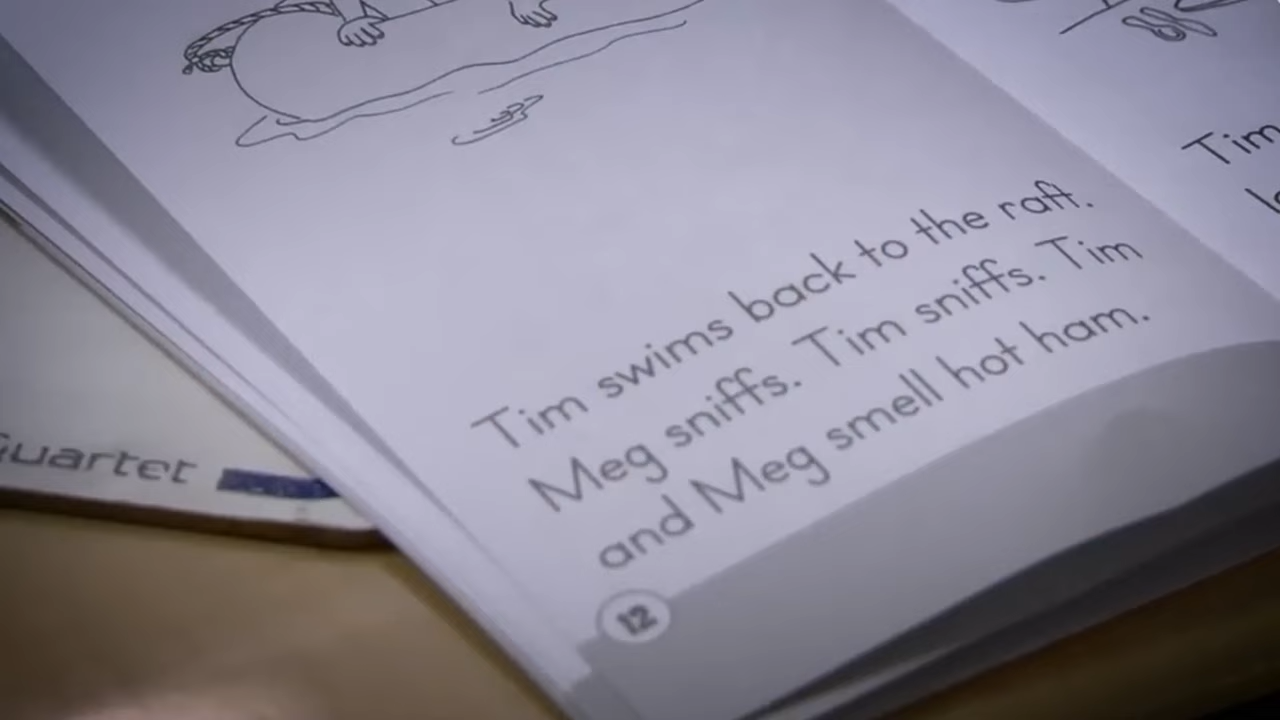 Tim swims back to the raft.
Meg sniffs. Tim sniffs. Tim
and Meg smell hot ham.
12
Tim
Quartet